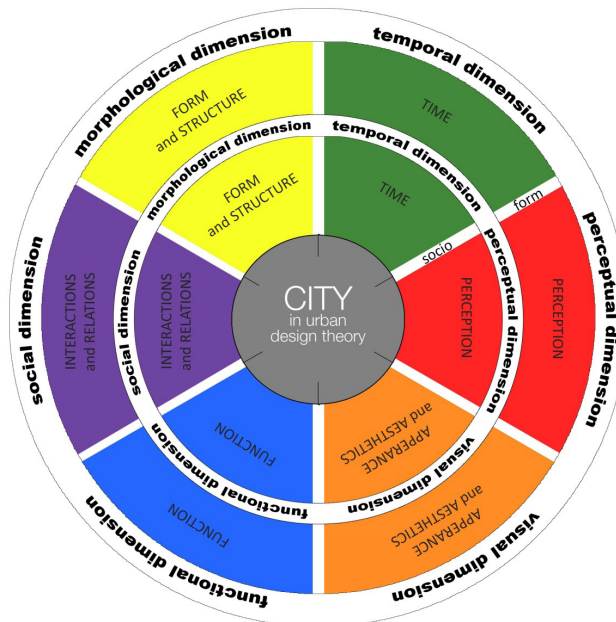 morphological dimension
temporal dimension
perceptual dimension
visual dimension
functional dimension
social dimension
FORM
and STRUCTURE
TIME
PERCEPTION
APPERANCE
and AESTHETICS
FUNCTION
INTERACTIONS
and RELATIONS
form
morphological dimension
temporal dimension
perceptual dimension
visual dimension
functional dimension
social dimension
FORM
and STRUCTURE
TIME
PERCEPTION
APPERANCE
and AESTHETICS
FUNCTION
INTERACTIONS
and RELATIONS
socio
CITY
in urban
design theory